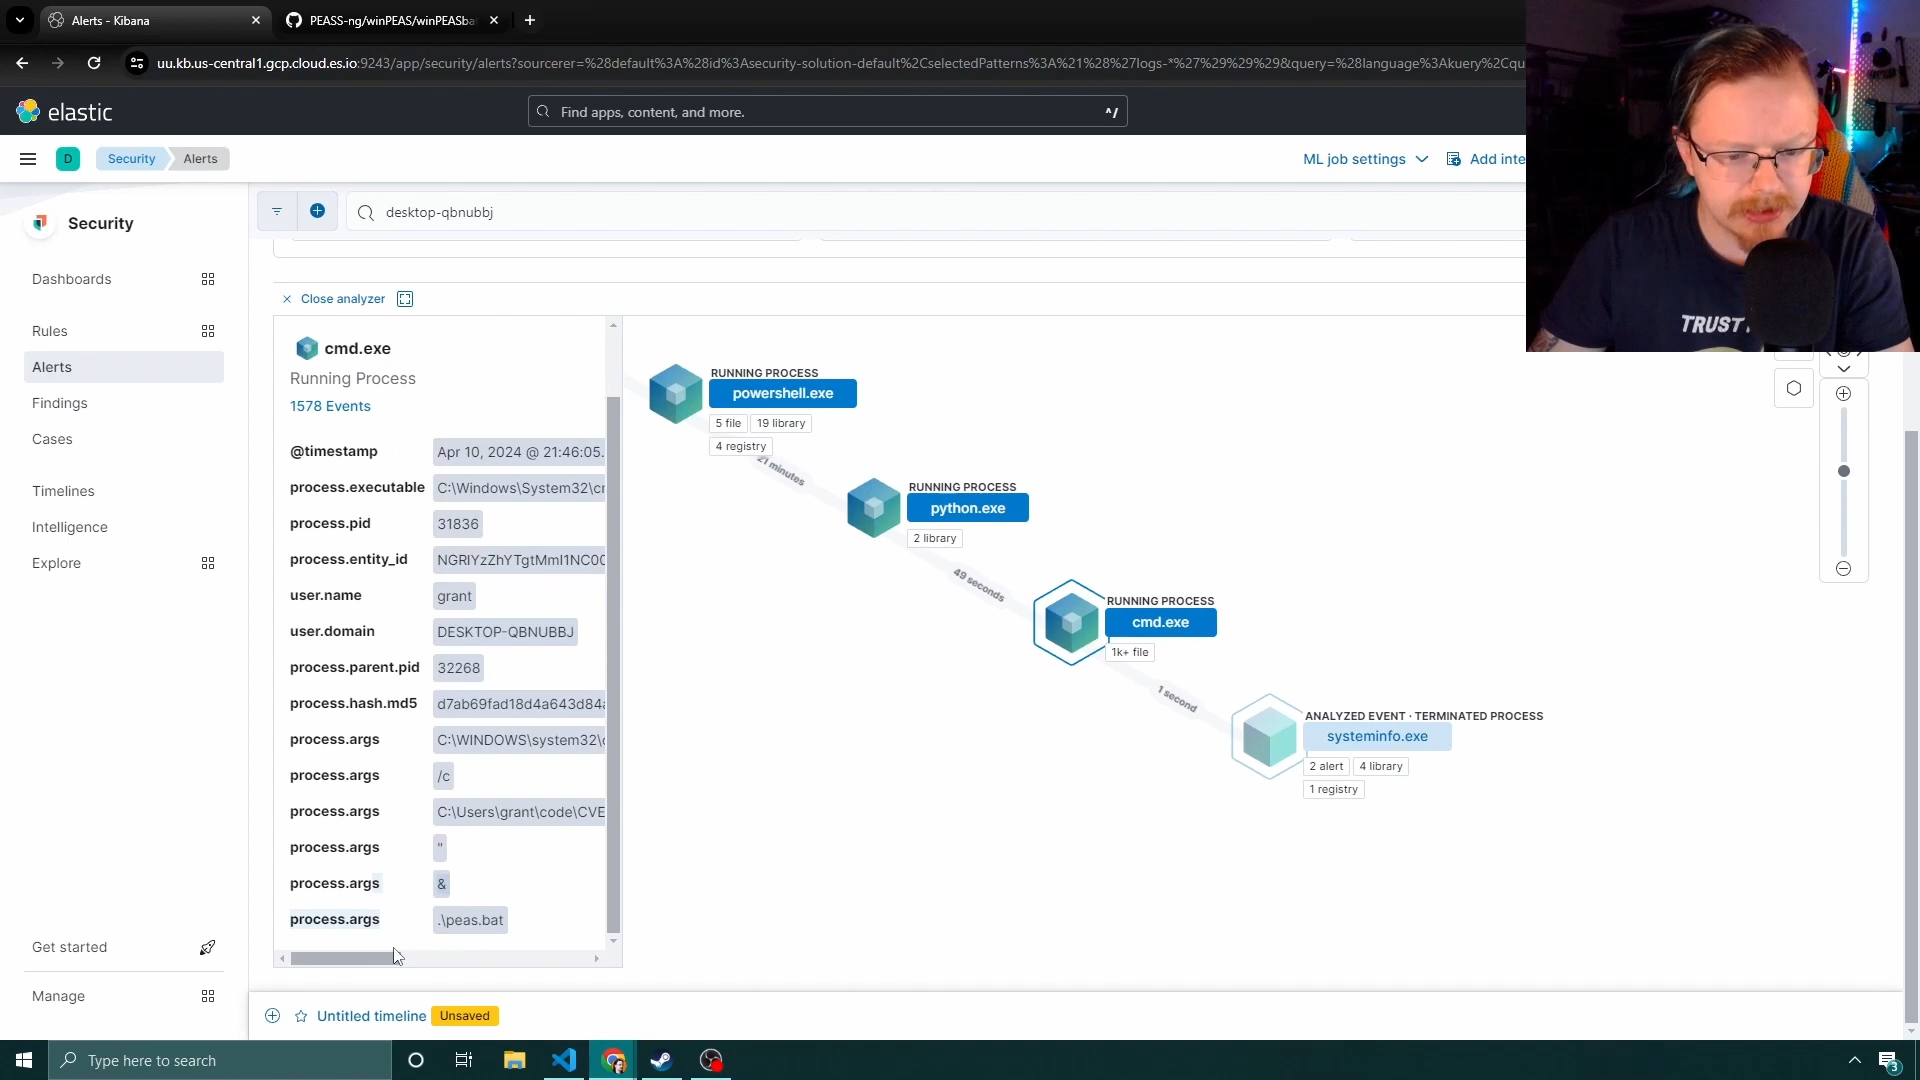 Alerts - Kibana
PEASS-ng/winPEAS/winPEASba
uu.kb.us-central1.gcp.cloud.es.io:9243/app/security/alerts?sourcerer=%28default%3A%28id%3Asecurity-solution-default%2CselectedPatterns%3A%21%28%27logs-*%27%29%29%29&query=%28language%3Akuery%2Cqu
elastic
Find apps, content, and more.
^/
D
Security
Alerts
ML job settings
Add inte
Security
desktop-qbnubbj
Dashboards
Rules
Alerts
Findings
Cases
Timelines
Intelligence
Explore
Get started
Manage
Close analyzer
cmd.exe
Running Process
1578 Events
@timestamp Apr 10, 2024 @ 21:46:05.
process.executable C:\Windows\System32\cr
process.pid 31836
process.entity_id NGRlYzZhYTgtMmI1NC00
user.name grant
user.domain DESKTOP-QBNUBBJ
process.parent.pid 32268
process.hash.md5 d7ab69fad18d4a643d84a
process.args C:\WINDOWS\system32\c
process.args /c
process.args C:\Users\grant\code\CVE
process.args "
process.args &
process.args .\peas.bat
RUNNING PROCESS
powershell.exe
5 file 19 library
4 registry
21 minutes
RUNNING PROCESS
python.exe
2 library
49 seconds
RUNNING PROCESS
cmd.exe
1k+ file
1 second
ANALYZED EVENT · TERMINATED PROCESS
systeminfo.exe
2 alert 4 library
1 registry
TRUST
Untitled timeline Unsaved
Type here to search
3